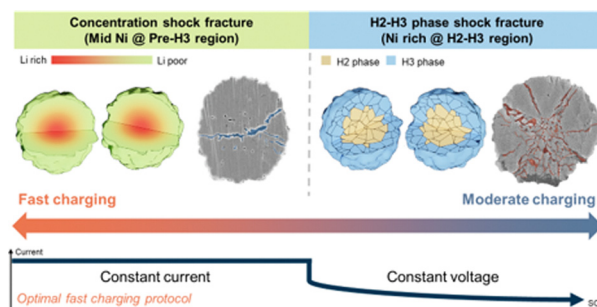 Concentration shock fracture
(Mid Ni @ Pre-H3 region)
H2-H3 phase shock fracture
(Ni rich @ H2-H3 region)
Li rich
Li poor
H2 phase
H3 phase
Fast charging
Moderate charging
Current
Constant current
Constant voltage
Optimal fast charging protocol